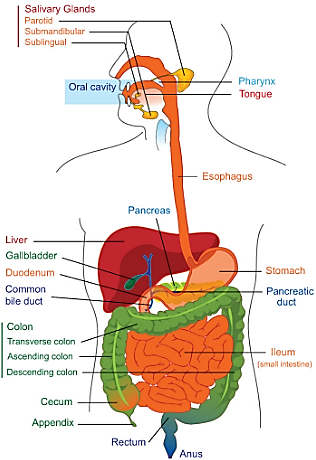 Salivary Glands
Parotid
Submandibular
Sublingual
Oral cavity
Pharynx
Tongue
Esophagus
Pancreas
Liver
Gallbladder
Duodenum
Common
bile duct
Stomach
Pancreatic
duct
Colon
Transverse colon
Ascending colon
Descending colon
Ileum
(small intestine)
Cecum
Appendix
Rectum
Anus